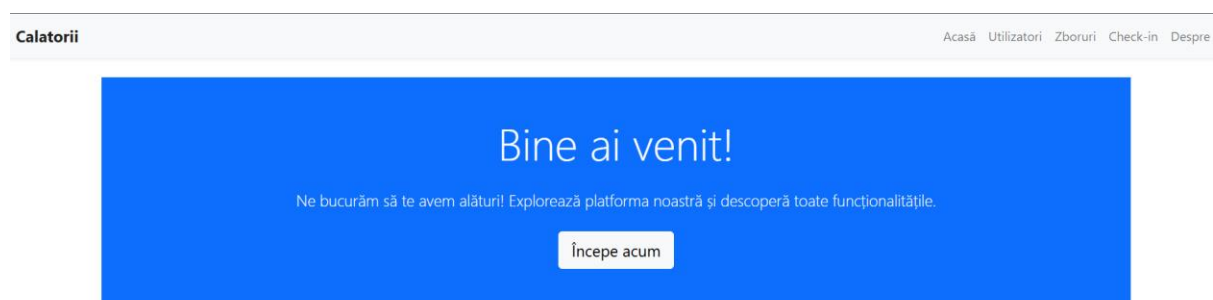 Calatorii
Acasă Utilizatori Zboruri Check-in Despre
Bine ai venit!
Ne bucurăm să te avem alături! Explorează platforma noastră și descoperă toate funcționalitățile.
Începe acum